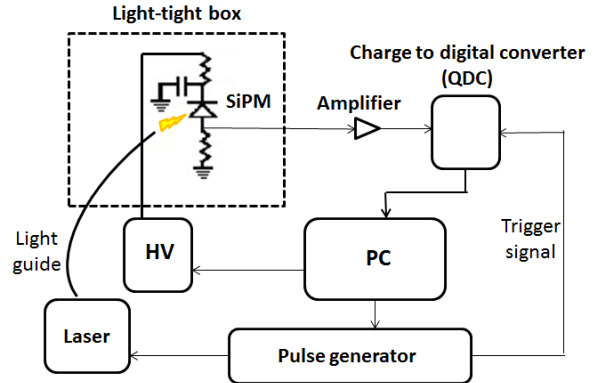 Light-tight box
Charge to digital converter
(QDC)
SiPM
Amplifier
Light
guide
HV
PC
Trigger
signal
Laser
Pulse generator